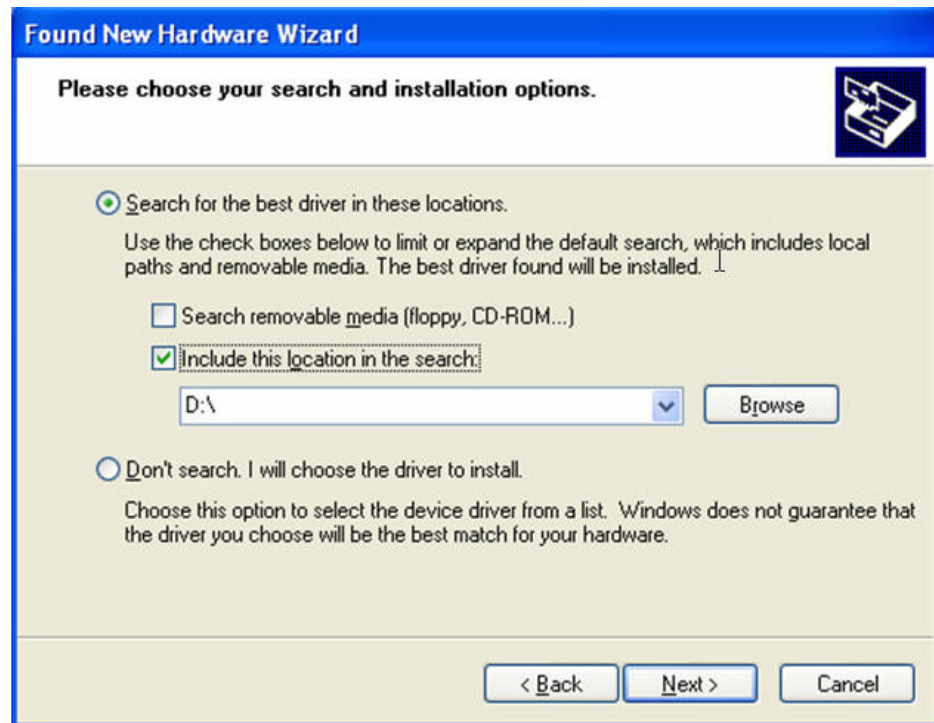 Found New Hardware Wizard
Please choose your search and installation options.
Search for the best driver in these locations.
Use the check boxes below to limit or expand the default search, which includes local
paths and removable media. The best driver found will be installed.
Search removable media (floppy, CD-ROM...)
Include this location in the search:
D:\
Browse
Don't search. I will choose the driver to install.
Choose this option to select the device driver from a list. Windows does not guarantee that
the driver you choose will be the best match for your hardware.
< Back
Next >
Cancel